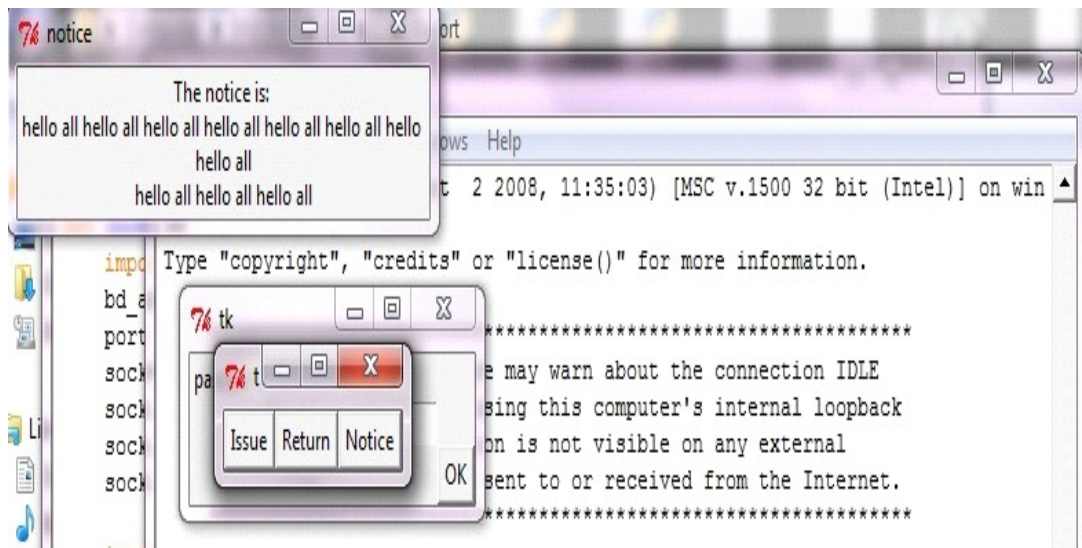 notice
The notice is:
hello all hello all hello all hello all hello all hello all hello
hello all
hello all hello all hello all
ort
ows Help
t 2 2008, 11:35:03) [MSC v.1500 32 bit (Intel)] on win
Type "copyright", "credits" or "license()" for more information.
****************************************
e may warn about the connection IDLE
sing this computer's internal loopback
on is not visible on any external
sent to or received from the Internet.
****************************************
tk
pa
OK
t
Issue Return Notice
impo
bd_a
port
sock
sock
sock
sock
Li